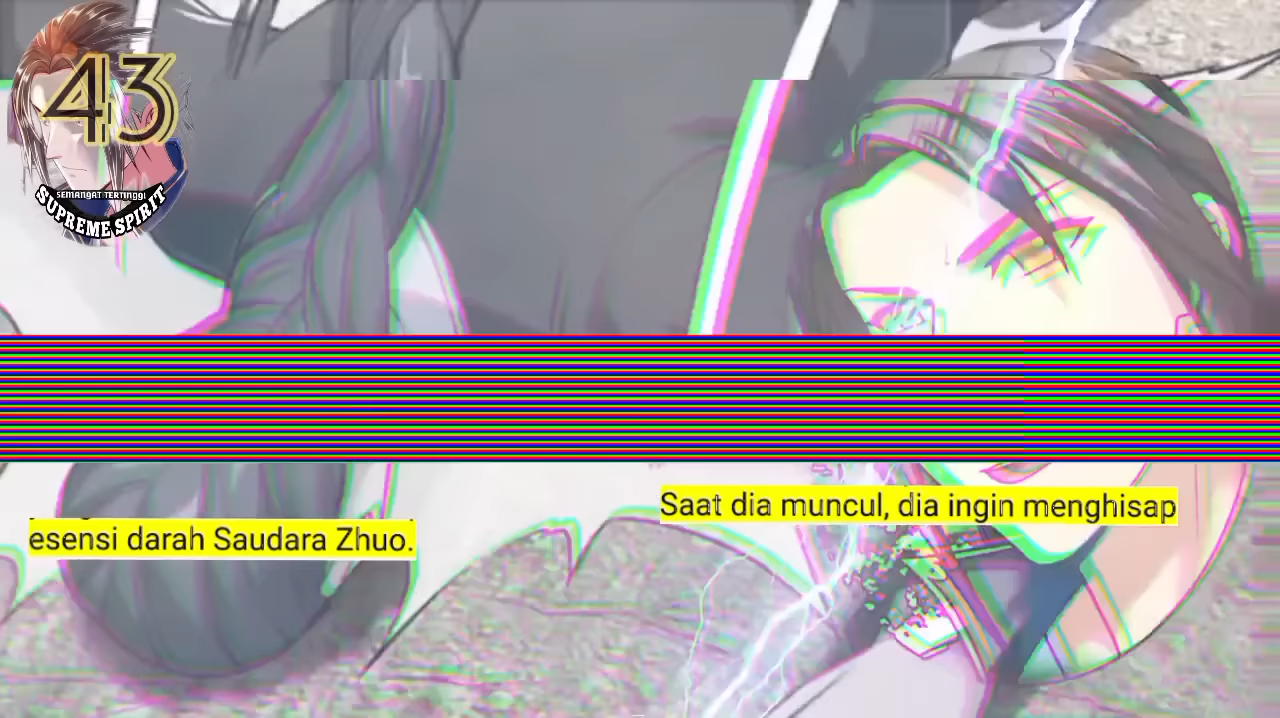 43
SEMANGAT TERTINGGI
SUPREME SPIRIT
Saat dia muncul, dia ingin menghisap
esensi darah Saudara Zhuo.